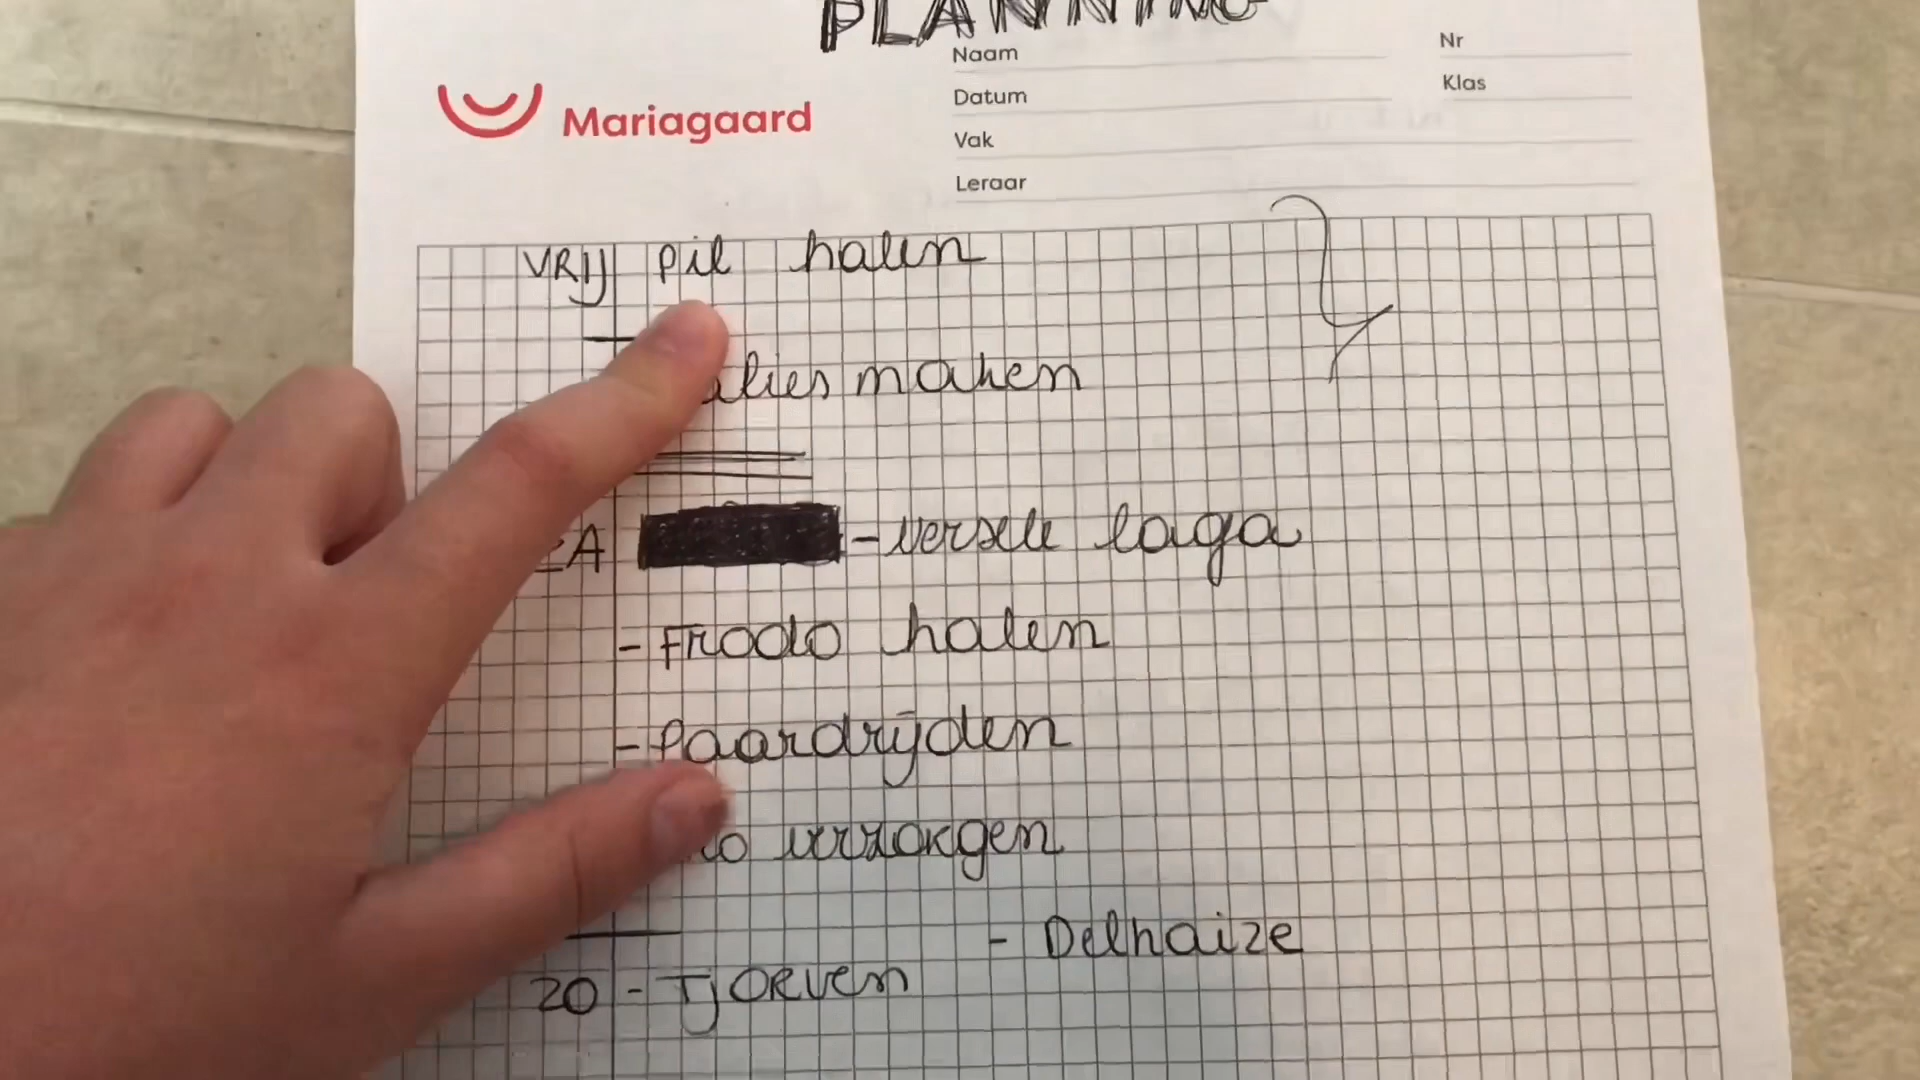 PLANNING
Naam
Nr
Datum
Klas
Vak
Leraar
Mariagaard
VRIJ pil halen
maken
- versele laga
- Frodo halen
- Paardrijden
verzorgen
- Delhaize
20 - Tjorven